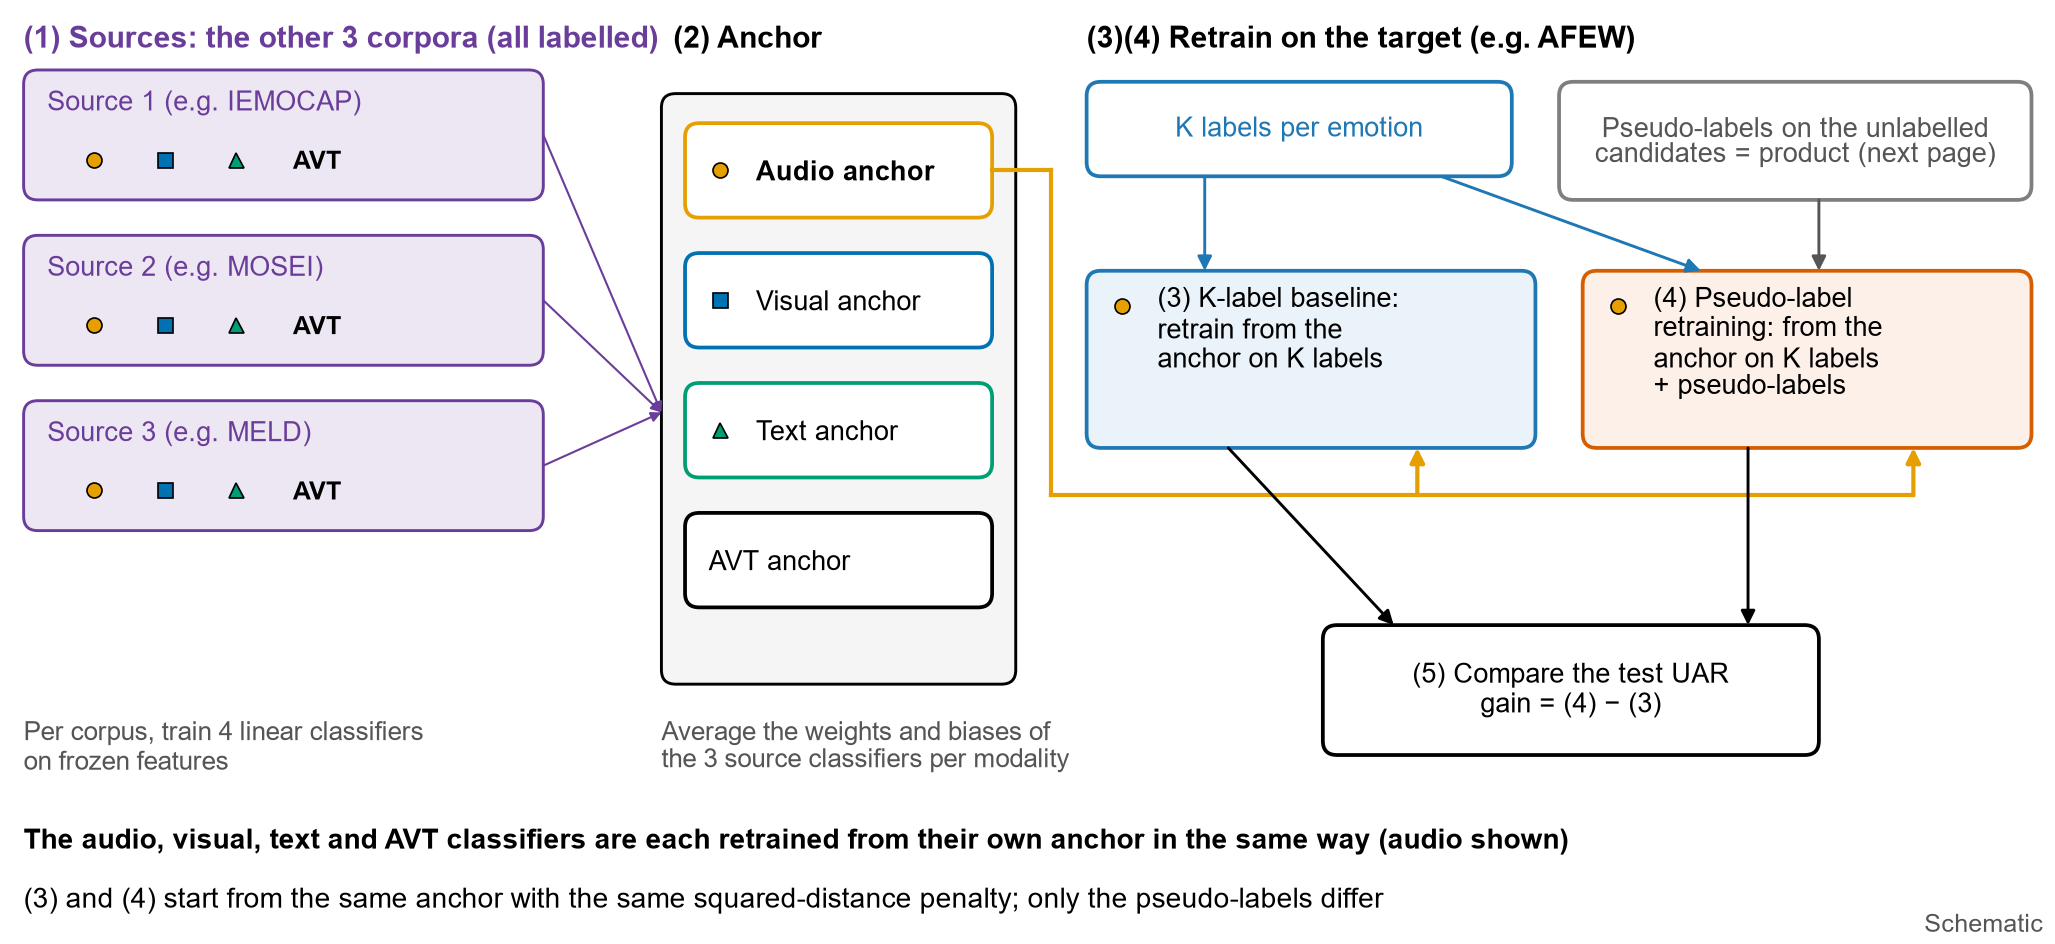 (1) Sources: the other 3 corpora (all labelled)
Source 1 (e.g. IEMOCAP)
AVT
Source 2 (e.g. MOSEI)
AVT
Source 3 (e.g. MELD)
AVT
Per corpus, train 4 linear classifiers
on frozen features
(2) Anchor
Audio anchor
Visual anchor
Text anchor
AVT anchor
Average the weights and biases of
the 3 source classifiers per modality
(3)(4) Retrain on the target (e.g. AFEW)
K labels per emotion
Pseudo-labels on the unlabelled
candidates = product (next page)
(3) K-label baseline:
retrain from the
anchor on K labels
(4) Pseudo-label
retraining: from the
anchor on K labels
+ pseudo-labels
(5) Compare the test UAR
gain = (4) − (3)
The audio, visual, text and AVT classifiers are each retrained from their own anchor in the same way (audio shown)
(3) and (4) start from the same anchor with the same squared-distance penalty; only the pseudo-labels differ
Schematic